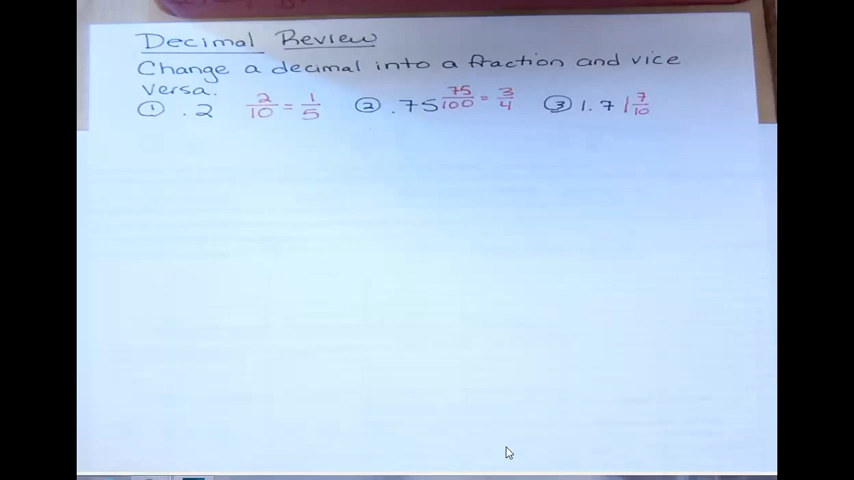 Decimal Review
Change a decimal into a fraction and vice
versa.
① .2 2/10 = 1/5 ② .75 75/100 = 3/4 ③ 1.7 1 7/10